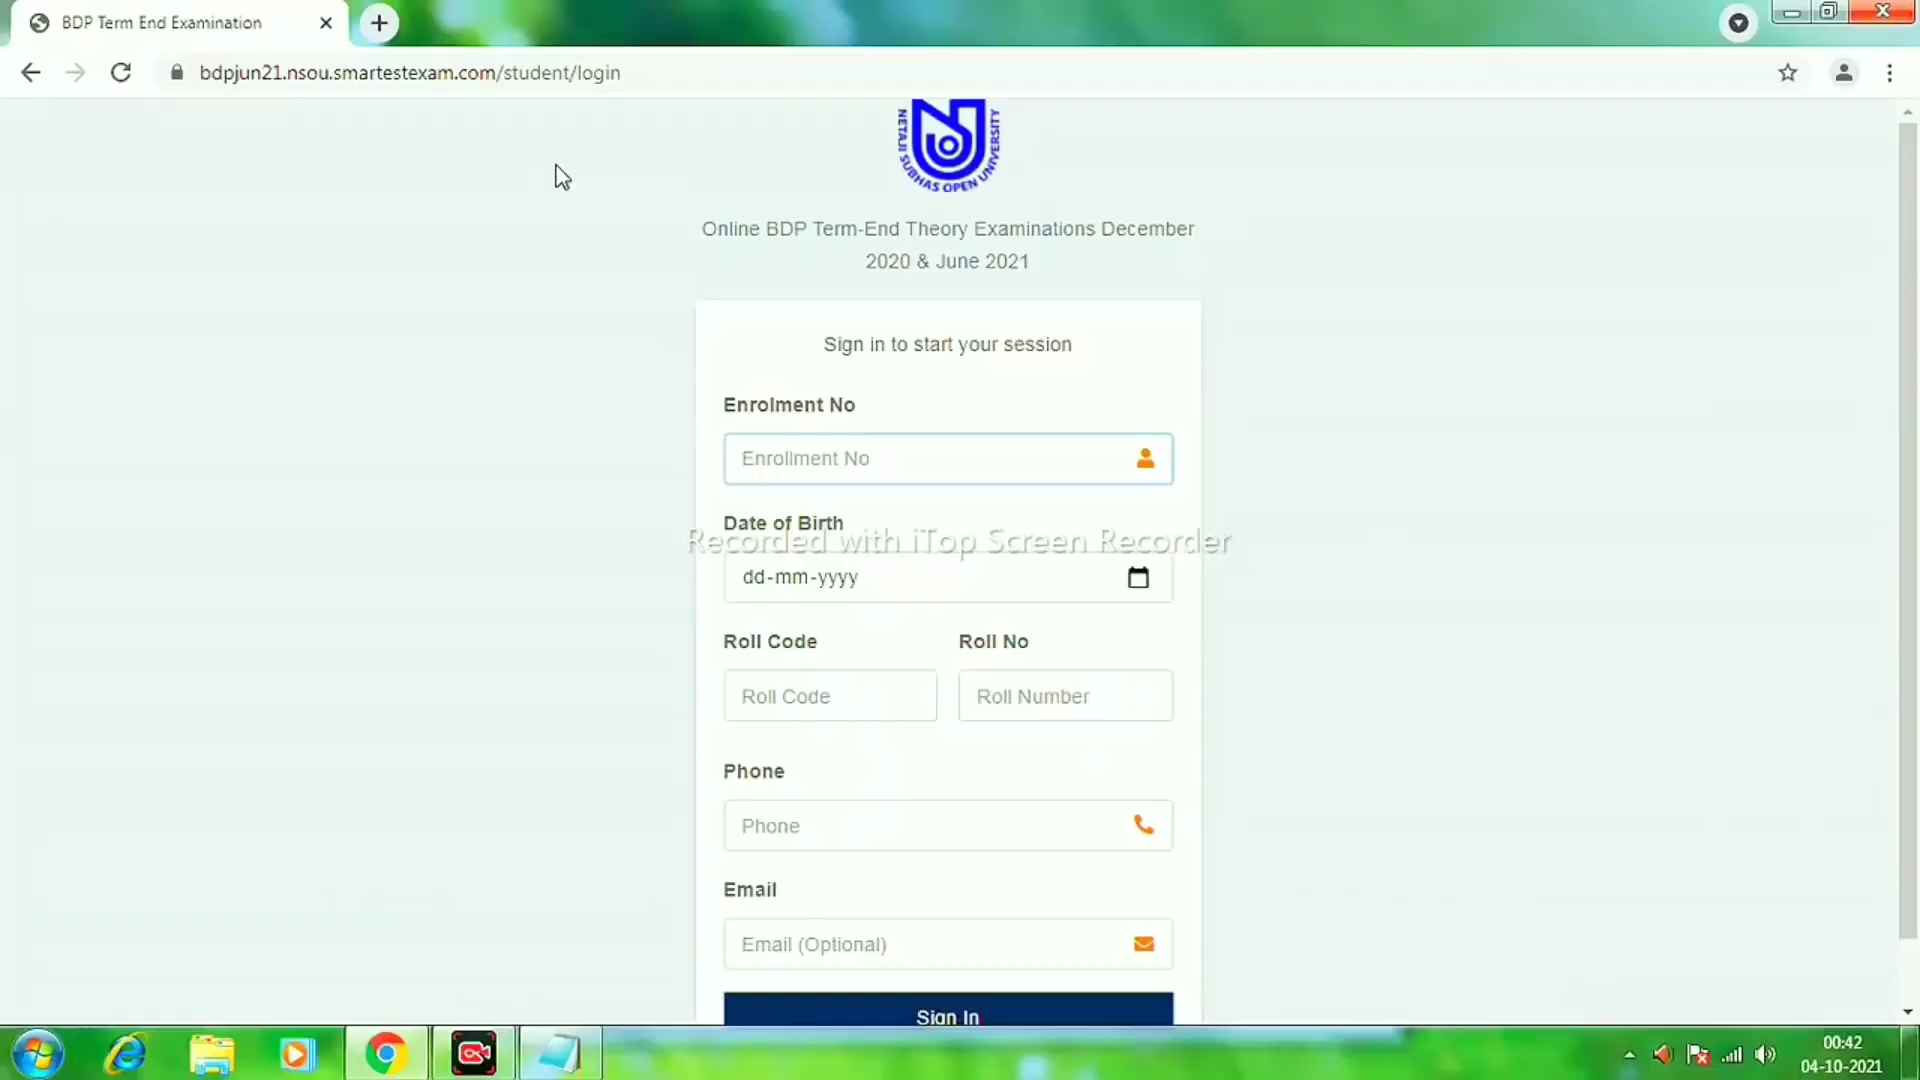 BDP Term End Examination
bdpjun21.nsou.smartestexam.com/student/login
NETAJI SUBHAS OPEN UNIVERSITY
Online BDP Term-End Theory Examinations December
2020 & June 2021
Sign in to start your session
Enrolment No
Enrollment No
Date of Birth
Recorded with iTop Screen Recorder
dd-mm-yyyy
Roll Code Roll No
Roll Code Roll Number
Phone
Phone
Email
Email (Optional)
Sign In
00:42
04-10-2021